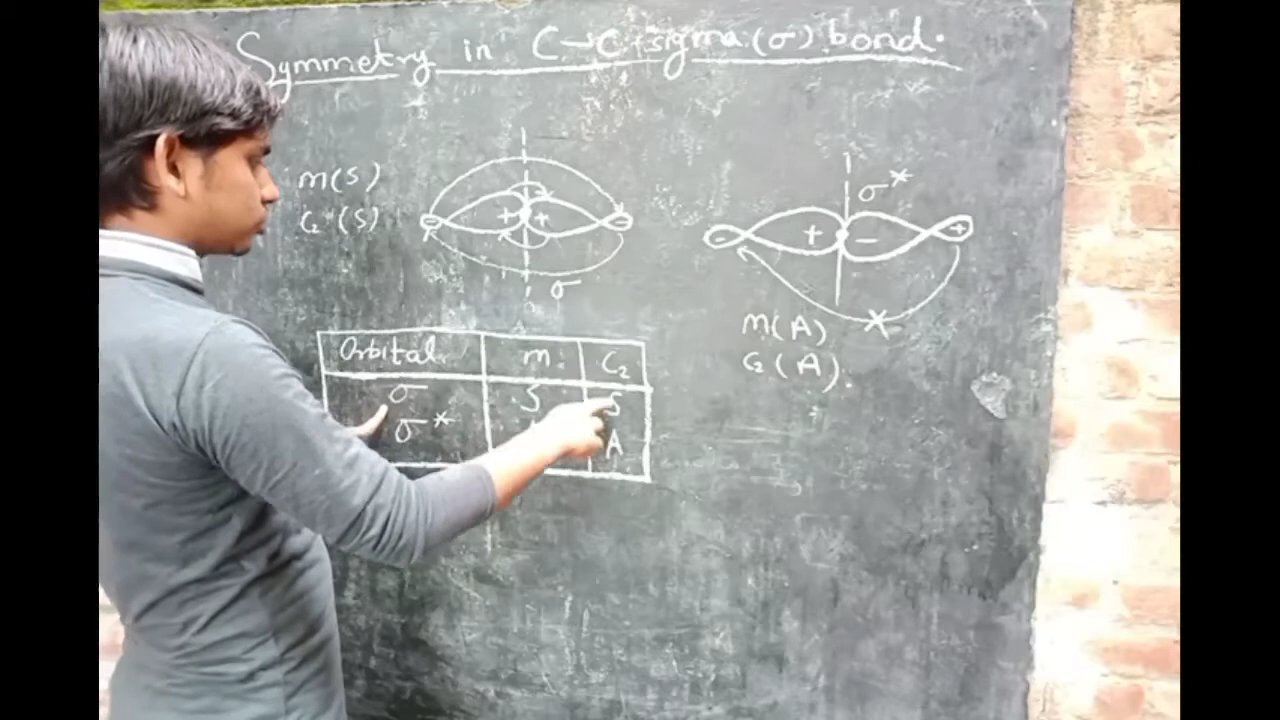 Symmetry in C-C sigma (σ) bond.
m(S)
C₂ (S)
+ +
σ
σ*
- + - +
m(A)
C₂ (A).
Orbital m. C₂
σ S S
σ* A